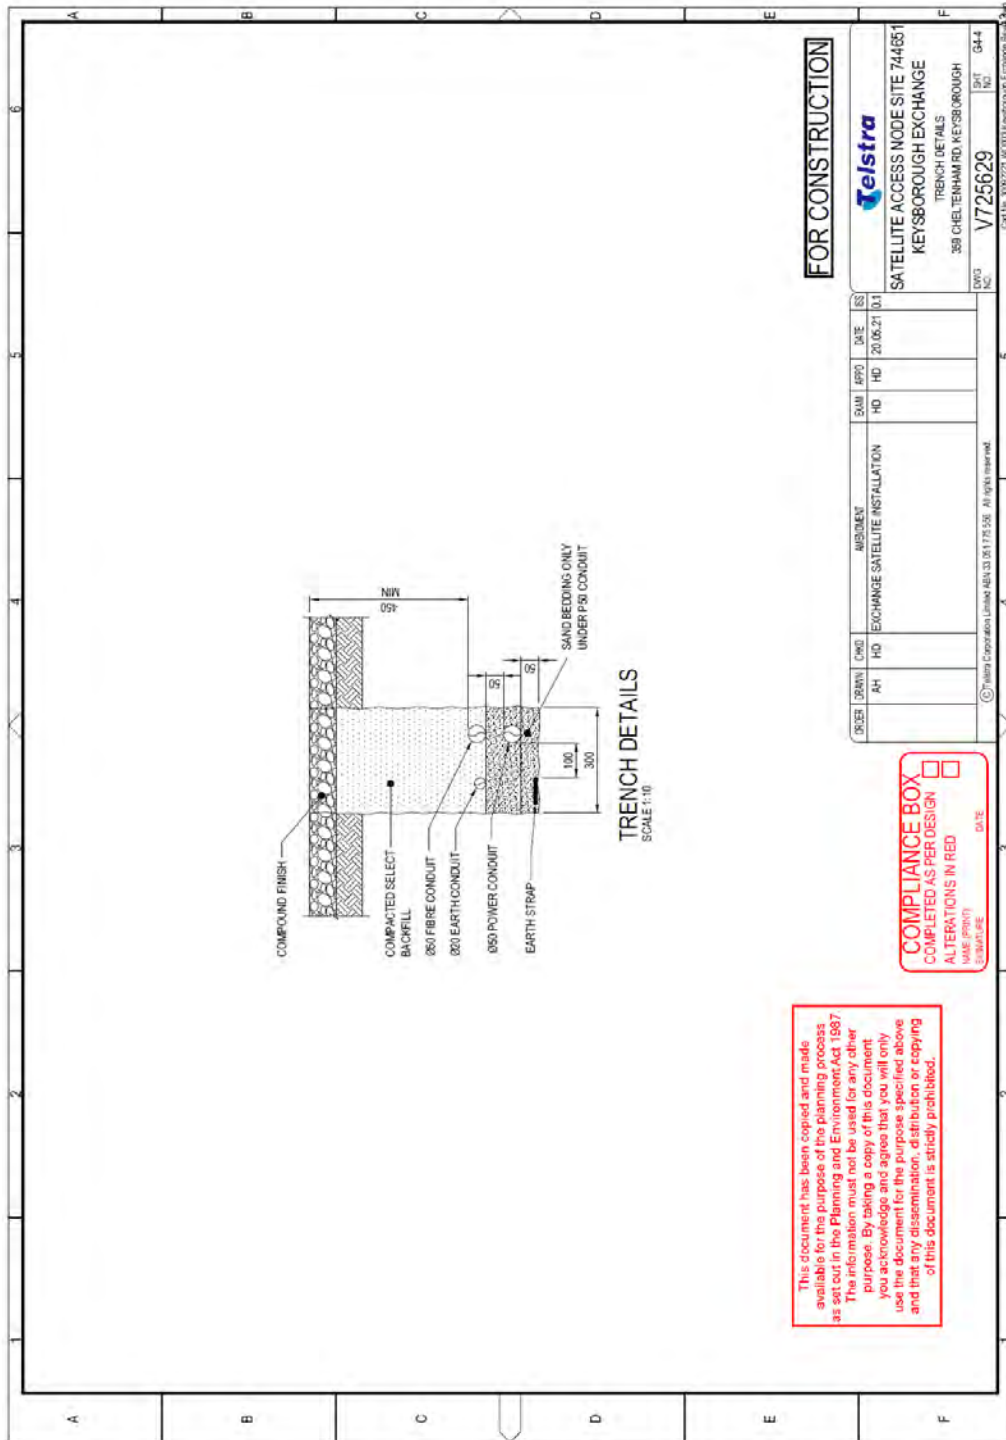 COMPOUND FINISH
COMPACTED SELECT
BACKFILL
Ø50 FIBRE CONDUIT
Ø20 EARTH CONDUIT
Ø50 POWER CONDUIT
EARTH STRAP
450
MIN
50
50
100
300
SAND BEDDING ONLY
UNDER P50 CONDUIT
TRENCH DETAILS
SCALE 1:10
FOR CONSTRUCTION
This document has been copied and made
available for the purpose of the planning process
as set out in the Planning and Environment Act 1987.
The information must not be used for any other
purpose. By taking a copy of this document
you acknowledge and agree that you will only
use the document for the purpose specified above
and that any dissemination, distribution or copying
of this document is strictly prohibited.
COMPLIANCE BOX
COMPLETED AS PER DESIGN
ALTERATIONS IN RED
NAME (PRINT)
SIGNATURE DATE
ORDER DRAWN CHKD AMENDMENT EXAM APPD DATE ISS
AH HD EXCHANGE SATELLITE INSTALLATION HD HD 20.05.21 0.1
© Telstra Corporation Limited ABN 33 051 775 556 All rights reserved.
Telstra
SATELLITE ACCESS NODE SITE 744651
KEYSBOROUGH EXCHANGE
TRENCH DETAILS
359 CHELTENHAM RD, KEYSBOROUGH
DWG NO. V725629
SHT NO. G4-4
1 2 3 4 5 6
1 2 3 4 5
A B C D E F
A B C D E F